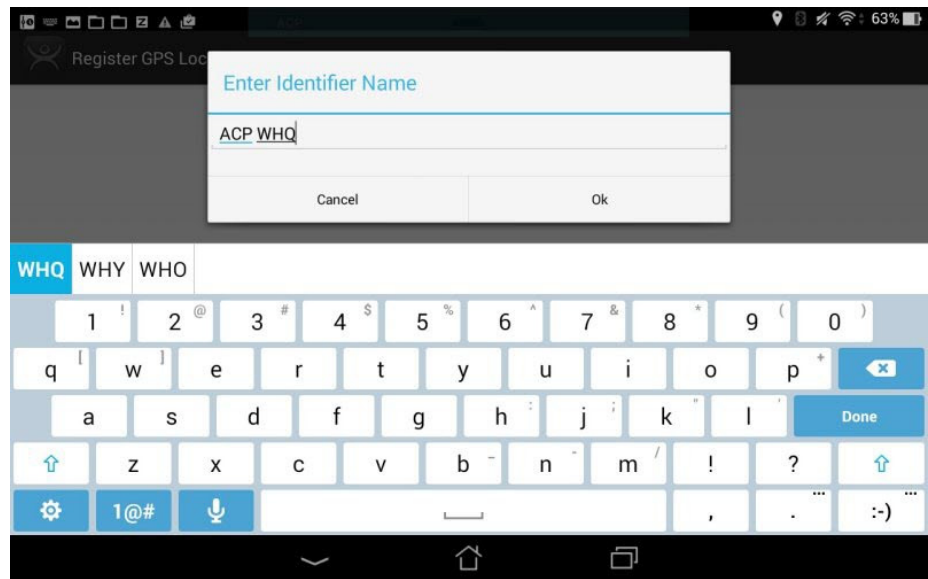 ACP
63%
Register GPS Loc
Enter Identifier Name
ACP WHQ
Cancel Ok
WHQ WHY WHO
1 ! 2 @ 3 # 4 $ 5 % 6 ^ 7 & 8 * 9 ( 0 )
q [ w ] e r t y u i o p +
a s d f g h : j ; k " l ' Done
z x c v b - n - m / ! ?
1@# , . ... :-) ...